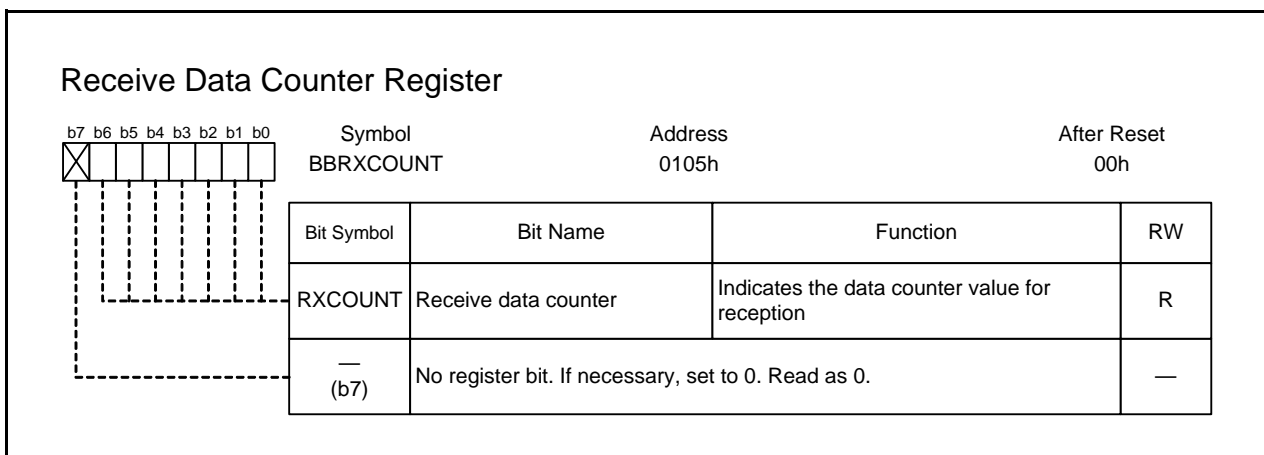 Receive Data Counter Register
b7 b6 b5 b4 b3 b2 b1 b0
Symbol Address After Reset
BBRXCOUNT 0105h 00h
Bit Symbol Bit Name Function RW
RXCOUNT Receive data counter Indicates the data counter value for
reception R
—
(b7) No register bit. If necessary, set to 0. Read as 0. —